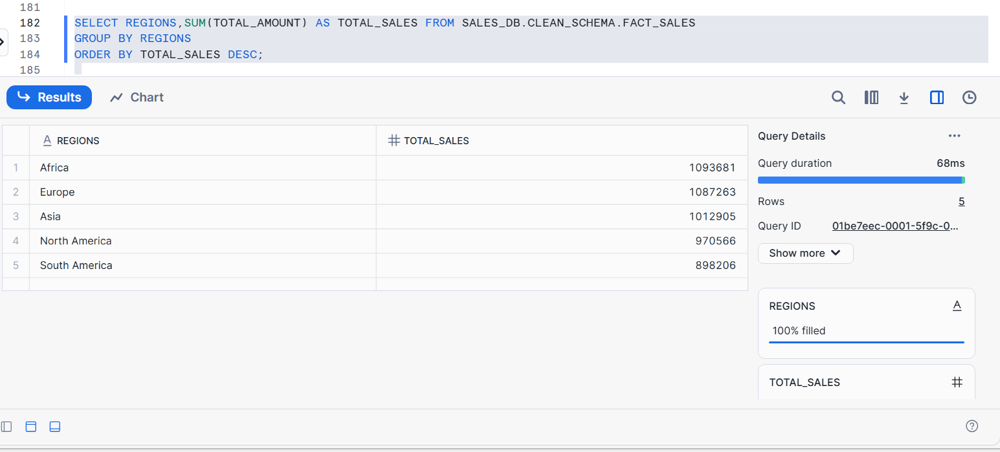 181
182 SELECT REGIONS,SUM(TOTAL_AMOUNT) AS TOTAL_SALES FROM SALES_DB.CLEAN_SCHEMA.FACT_SALES
183 GROUP BY REGIONS
184 ORDER BY TOTAL_SALES DESC;
185
Results Chart
A REGIONS # TOTAL_SALES
1 Africa 1093681
2 Europe 1087263
3 Asia 1012905
4 North America 970566
5 South America 898206
Query Details ...
Query duration 68ms
Rows 5
Query ID 01be7eec-0001-5f9c-0...
Show more
REGIONS A
100% filled
TOTAL_SALES #
?